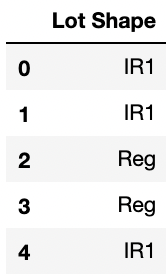 Lot Shape
0 IR1
1 IR1
2 Reg
3 Reg
4 IR1